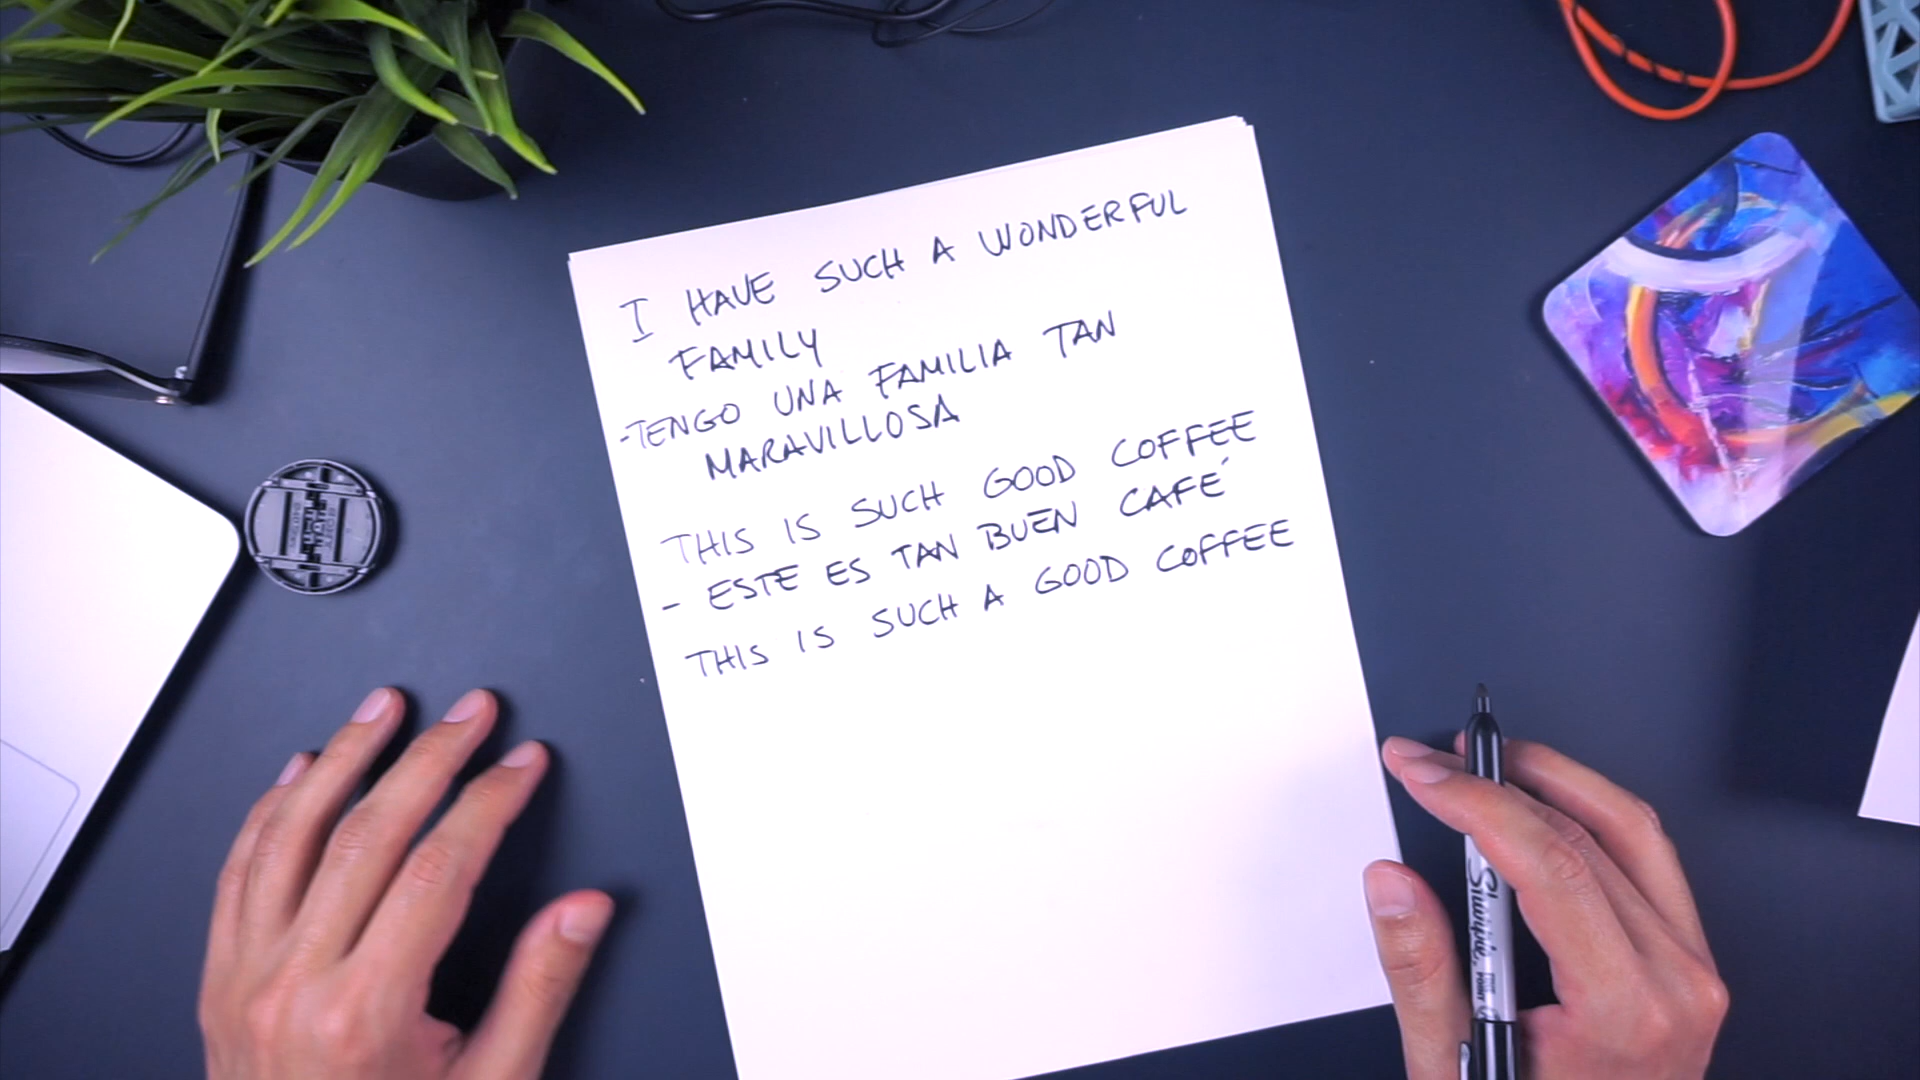 I HAVE SUCH A WONDERFUL
FAMILY
-TENGO UNA FAMILIA TAN
MARAVILLOSA
THIS IS SUCH GOOD COFFEE
- ESTE ES TAN BUEN CAFÉ
THIS IS SUCH A GOOD COFFEE
Sharpie